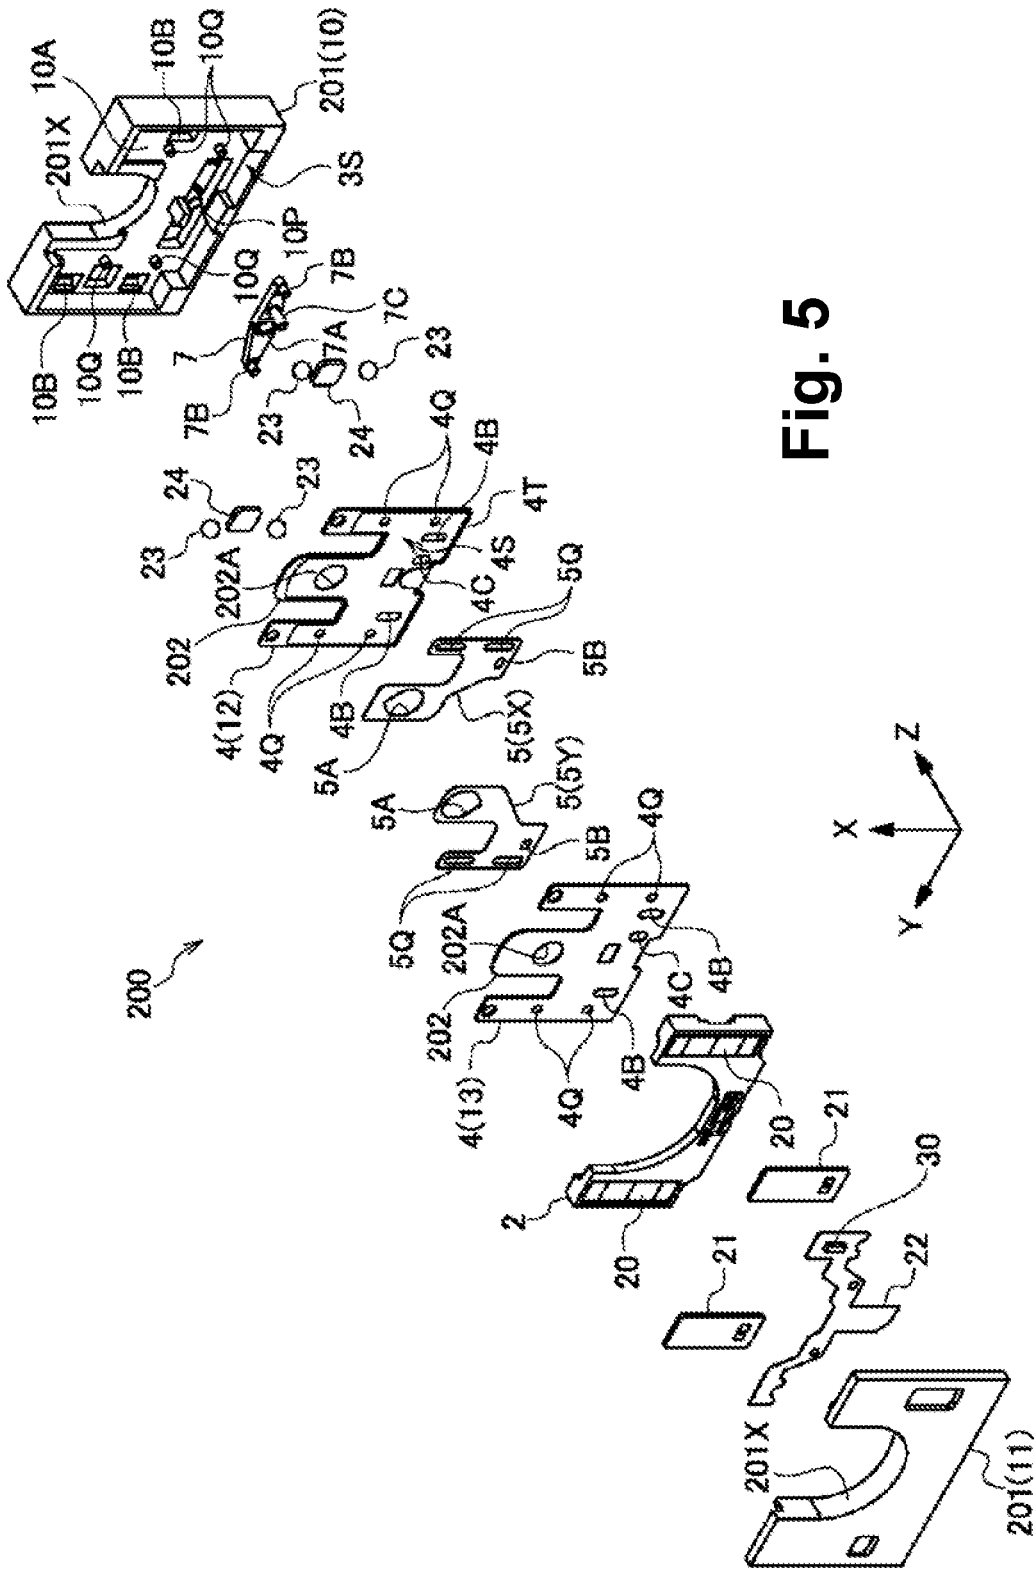 10A
10B
10Q
201X
201(10)
3S
10P
10Q
7B
7C
10B
10Q
10B
7
7A
7B
23
23
24
24
23
23
4Q
4B
4T
4S
4C
202A
202
4(12)
4Q
4B
5Q
5B
5(5X)
5A
5A
5(5Y)
5B
5Q
4Q
202A
202
4(13)
4Q
4B
4C
4B
200
2
20
20
21
21
30
22
201X
201(11)
X
Y
Z
Fig. 5